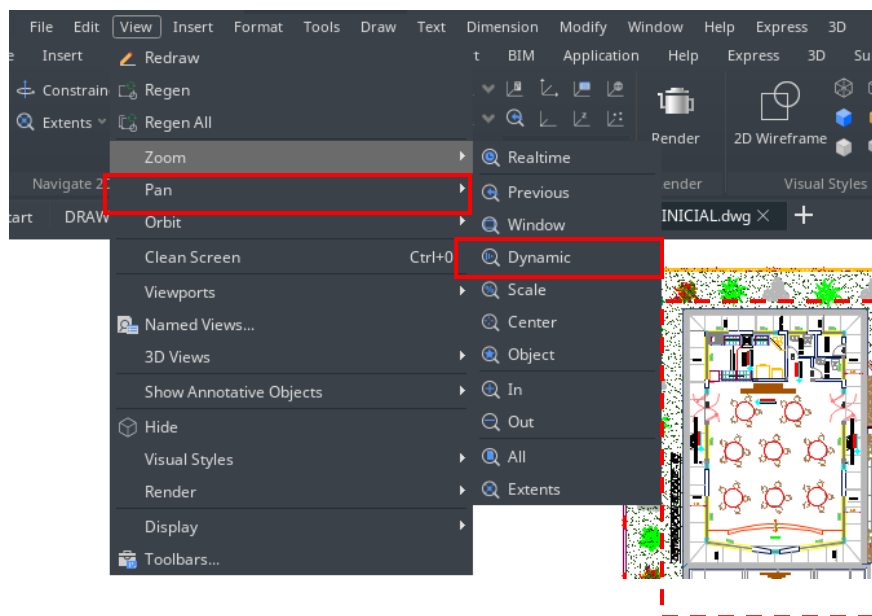 File Edit View Insert Format Tools Draw Text Dimension Modify Window Help Express 3D
Insert BIM Application Help Express 3D Su
Redraw
Constrain
Regen
Extents
Regen All
Render
2D Wireframe
Zoom
Realtime
Navigate 2
Pan
Previous
ender
Visual Styles
tart DRAW
Orbit
Window
INICIAL.dwg
Clean Screen Ctrl+0
Dynamic
Viewports
Scale
Named Views...
Center
3D Views
Object
Show Annotative Objects
In
Hide
Out
Visual Styles
All
Render
Extents
Display
Toolbars...